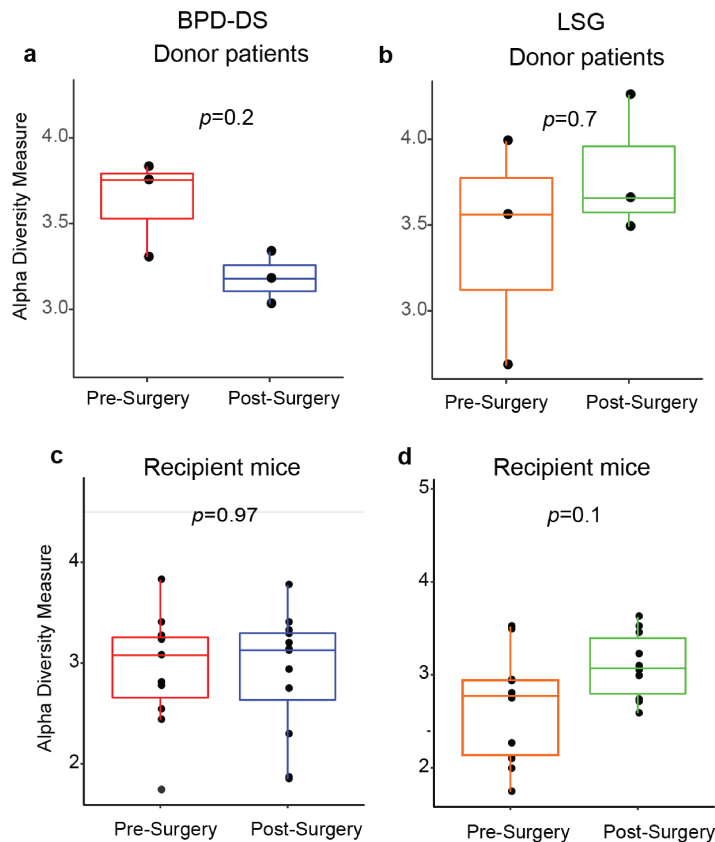 BPD-DS
LSG
a
Donor patients
b
Donor patients
p=0.2
p=0.7
Alpha Diversity Measure
4.0
3.5
3.0
4.0
3.5
3.0
Pre-Surgery
Post-Surgery
Pre-Surgery
Post-Surgery
c
Recipient mice
d
Recipient mice
p=0.97
p=0.1
Alpha Diversity Measure
4
3
2
5
4
3
-
2
Pre-Surgery
Post-Surgery
Pre-Surgery
Post-Surgery